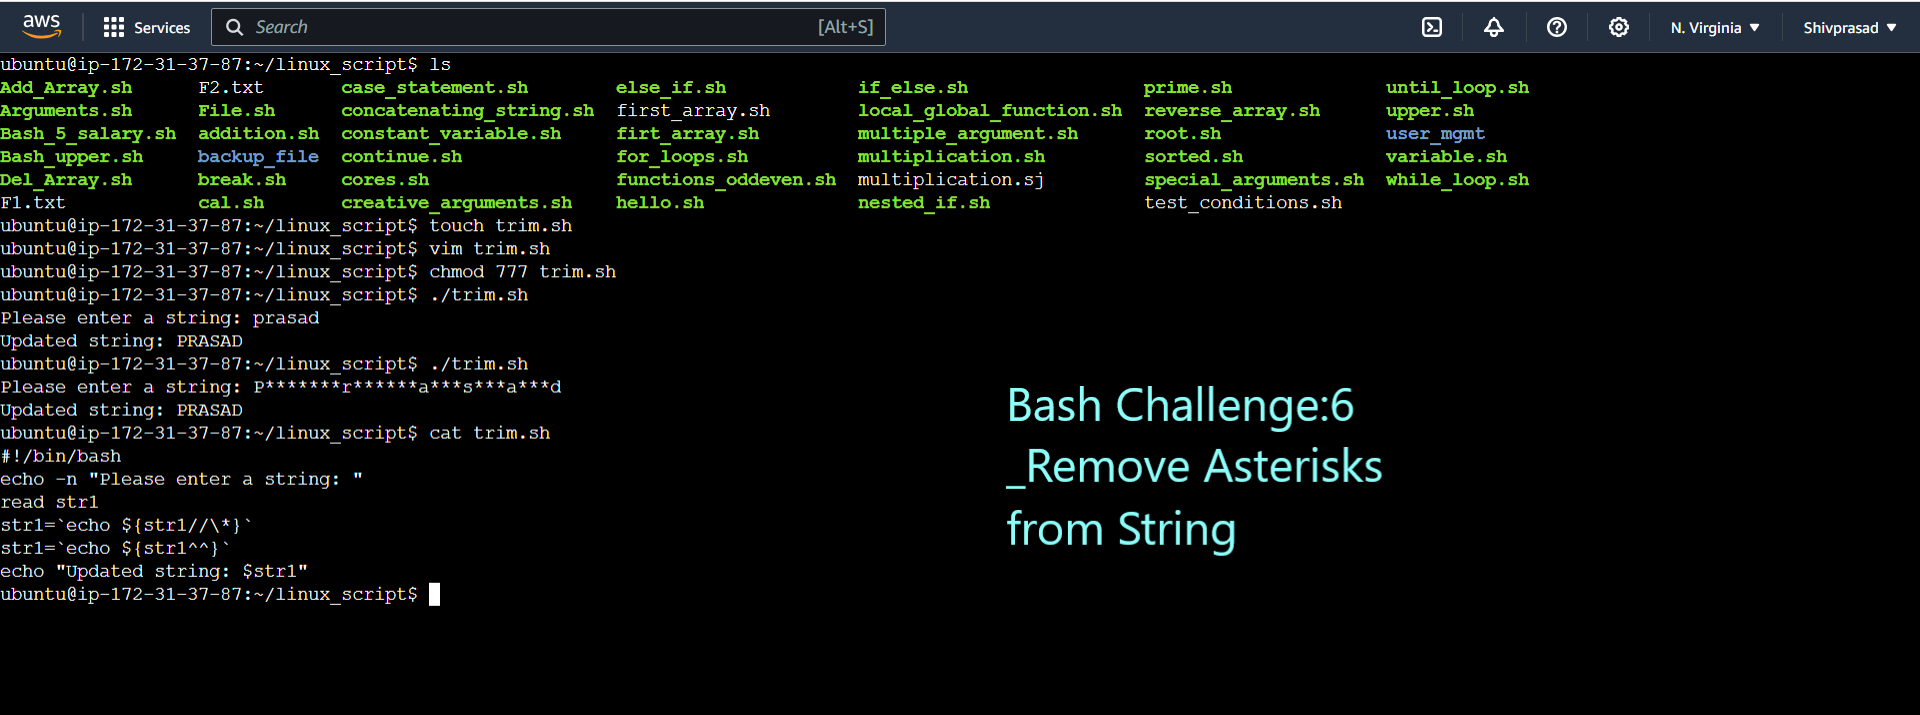 aws Services Search [Alt+S] N. Virginia Shivprasad
ubuntu@ip-172-31-37-87:~/linux_script$ ls
Add_Array.sh F2.txt case_statement.sh else_if.sh if_else.sh prime.sh until_loop.sh
Arguments.sh File.sh concatenating_string.sh first_array.sh local_global_function.sh reverse_array.sh upper.sh
Bash_5_salary.sh addition.sh constant_variable.sh firt_array.sh multiple_argument.sh root.sh user_mgmt
Bash_upper.sh backup_file continue.sh for_loops.sh multiplication.sh sorted.sh variable.sh
Del_Array.sh break.sh cores.sh functions_oddeven.sh multiplication.sj special_arguments.sh while_loop.sh
F1.txt cal.sh creative_arguments.sh hello.sh nested_if.sh test_conditions.sh
ubuntu@ip-172-31-37-87:~/linux_script$ touch trim.sh
ubuntu@ip-172-31-37-87:~/linux_script$ vim trim.sh
ubuntu@ip-172-31-37-87:~/linux_script$ chmod 777 trim.sh
ubuntu@ip-172-31-37-87:~/linux_script$ ./trim.sh
Please enter a string: prasad
Updated string: PRASAD
ubuntu@ip-172-31-37-87:~/linux_script$ ./trim.sh
Please enter a string: P*******r******a***s***a***d
Updated string: PRASAD
ubuntu@ip-172-31-37-87:~/linux_script$ cat trim.sh
#!/bin/bash
echo -n "Please enter a string: "
read str1
str1=`echo ${str1//\*}`
str1=`echo ${str1^^}`
echo "Updated string: $str1"
ubuntu@ip-172-31-37-87:~/linux_script$
Bash Challenge:6
_Remove Asterisks
from String